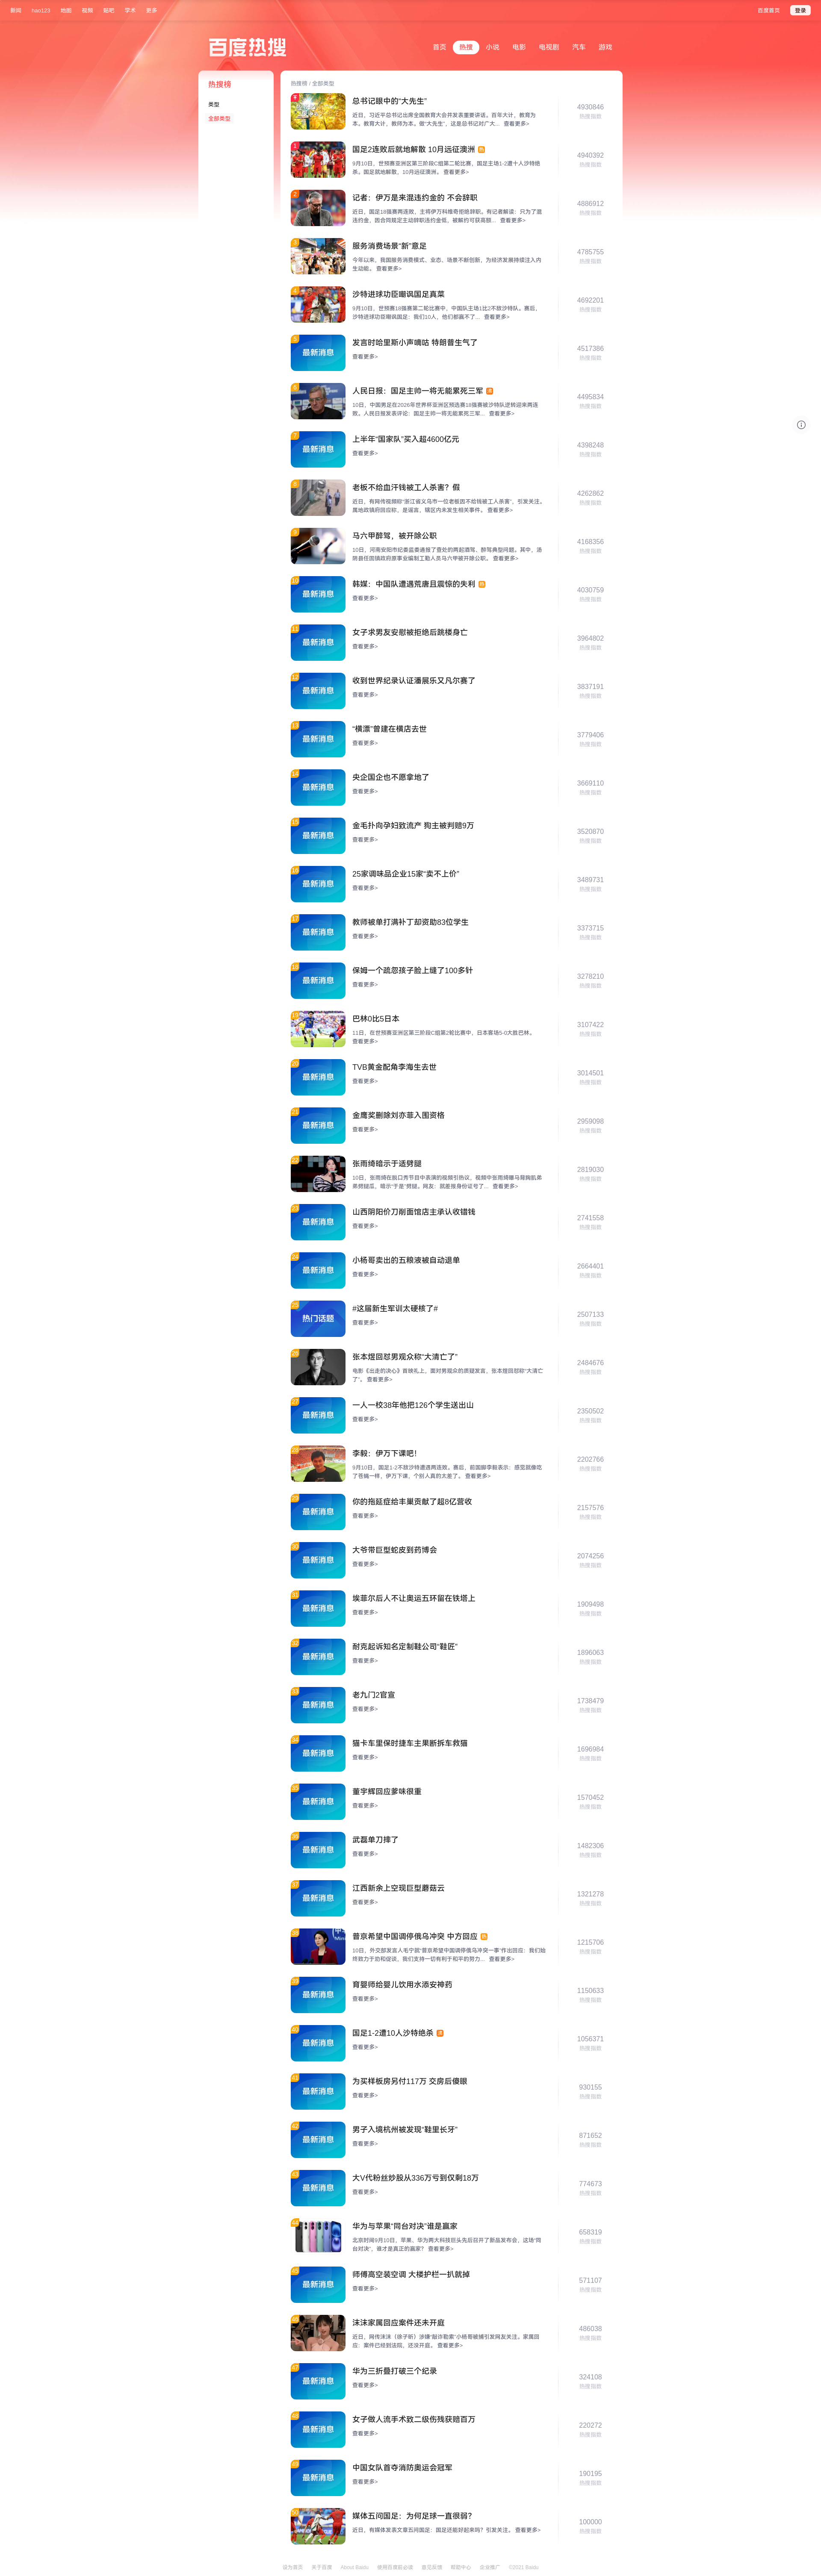 新闻 hao123 地图 视频 贴吧 学术 更多
百度首页 登录
百度热搜
首页 热搜 小说 电影 电视剧 汽车 游戏
热搜榜
类型
全部类型
热搜榜 / 全部类型
总书记眼中的“大先生”
近日，习近平总书记出席全国教育大会并发表重要讲话。百年大计，教育为
本。教育大计，教师为本。做“大先生”，这是总书记对广大... 查看更多>
4930846
热搜指数
1
国足2连败后就地解散 10月远征澳洲 热
9月10日，世预赛亚洲区第三阶段C组第二轮比赛，国足主场1-2遭十人沙特绝
杀。国足就地解散，10月远征澳洲。 查看更多>
4940392
热搜指数
2
记者：伊万是来混违约金的 不会辞职
近日，国足18强赛两连败，主帅伊万科维奇拒绝辞职。有记者解读：只为了混
违约金，因合同规定主动辞职违约金低，被解约可获高额... 查看更多>
4886912
热搜指数
3
服务消费场景“新”意足
今年以来，我国服务消费模式、业态、场景不断创新，为经济发展持续注入内
生动能。 查看更多>
4785755
热搜指数
4
沙特进球功臣嘲讽国足真菜
9月10日，世预赛18强赛第二轮比赛中，中国队主场1比2不敌沙特队。赛后，
沙特进球功臣嘲讽国足：我们10人，他们都赢不了... 查看更多>
4692201
热搜指数
5
最新消息
发言时哈里斯小声嘀咕 特朗普生气了
查看更多>
4517386
热搜指数
6
人民日报：国足主帅一将无能累死三军 沸
10日，中国男足在2026年世界杯亚洲区预选赛18强赛被沙特队逆转迎来两连
败。人民日报发表评论：国足主帅一将无能累死三军... 查看更多>
4495834
热搜指数
7
最新消息
上半年“国家队”买入超4600亿元
查看更多>
4398248
热搜指数
8
老板不给血汗钱被工人杀害？假
近日，有网传视频称“浙江省义乌市一位老板因不给钱被工人杀害”，引发关注。
属地政镇府回应称，是谣言，辖区内未发生相关事件。 查看更多>
4262862
热搜指数
9
马六甲醉驾，被开除公职
10日，河南安阳市纪委监委通报了查处的两起酒驾、醉驾典型问题。其中，汤
阴县任固镇政府原事业编制工勤人员马六甲被开除公职。 查看更多>
4168356
热搜指数
10
最新消息
韩媒：中国队遭遇荒唐且震惊的失利 热
查看更多>
4030759
热搜指数
11
最新消息
女子求男友安慰被拒绝后跳楼身亡
查看更多>
3964802
热搜指数
12
最新消息
收到世界纪录认证潘展乐又凡尔赛了
查看更多>
3837191
热搜指数
13
最新消息
“横漂”曾建在横店去世
查看更多>
3779406
热搜指数
14
最新消息
央企国企也不愿拿地了
查看更多>
3669110
热搜指数
15
最新消息
金毛扑向孕妇致流产 狗主被判赔9万
查看更多>
3520870
热搜指数
16
最新消息
25家调味品企业15家“卖不上价”
查看更多>
3489731
热搜指数
17
最新消息
教师被单打满补丁却资助83位学生
查看更多>
3373715
热搜指数
18
最新消息
保姆一个疏忽孩子脸上缝了100多针
查看更多>
3278210
热搜指数
19
巴林0比5日本
11日，在世预赛亚洲区第三阶段C组第2轮比赛中，日本客场5-0大胜巴林。
查看更多>
3107422
热搜指数
20
最新消息
TVB黄金配角李海生去世
查看更多>
3014501
热搜指数
21
最新消息
金鹰奖删除刘亦菲入围资格
查看更多>
2959098
热搜指数
22
张雨绮暗示于适劈腿
10日，张雨绮在脱口秀节目中表演的视频引热议，视频中张雨绮嘲马薇腕肌柔
弟劈腿瓜，暗示“于是”劈腿。网友：就差报身份证号了... 查看更多>
2819030
热搜指数
23
最新消息
山西阴阳价刀削面馆店主承认收错钱
查看更多>
2741558
热搜指数
24
最新消息
小杨哥卖出的五粮液被自动退单
查看更多>
2664401
热搜指数
25
热门话题
#这届新生军训太硬核了#
查看更多>
2507133
热搜指数
26
张本煜回怼男观众称“大清亡了”
电影《出走的决心》首映礼上，面对男观众的质疑发言，张本煜回怼称“大清亡
了”。 查看更多>
2484676
热搜指数
27
最新消息
一人一校38年他把126个学生送出山
查看更多>
2350502
热搜指数
28
李毅：伊万下课吧！
9月10日，国足1-2不敌沙特遭遇两连败。赛后，前国脚李毅表示：感觉就像吃
了苍蝇一样，伊万下课，个别人真的太差了。 查看更多>
2202766
热搜指数
29
最新消息
你的拖延症给丰巢贡献了超8亿营收
查看更多>
2157576
热搜指数
30
最新消息
大爷带巨型蛇皮到药博会
查看更多>
2074256
热搜指数
31
最新消息
埃菲尔后人不让奥运五环留在铁塔上
查看更多>
1909498
热搜指数
32
最新消息
耐克起诉知名定制鞋公司“鞋匠”
查看更多>
1896063
热搜指数
33
最新消息
老九门2官宣
查看更多>
1738479
热搜指数
34
最新消息
猫卡车里保时捷车主果断拆车救猫
查看更多>
1696984
热搜指数
35
最新消息
董宇辉回应爹味很重
查看更多>
1570452
热搜指数
36
最新消息
武磊单刀摔了
查看更多>
1482306
热搜指数
37
最新消息
江西新余上空现巨型蘑菇云
查看更多>
1321278
热搜指数
38
普京希望中国调停俄乌冲突 中方回应 热
10日，外交部发言人毛宁就“普京希望中国调停俄乌冲突一事”作出回应：我们始
终致力于劝和促谈，我们支持一切有利于和平的努力... 查看更多>
1215706
热搜指数
39
最新消息
育婴师给婴儿饮用水添安神药
查看更多>
1150633
热搜指数
40
最新消息
国足1-2遭10人沙特绝杀 沸
查看更多>
1056371
热搜指数
41
最新消息
为买样板房另付117万 交房后傻眼
查看更多>
930155
热搜指数
42
最新消息
男子入境杭州被发现“鞋里长牙”
查看更多>
871652
热搜指数
43
最新消息
大V代粉丝炒股从336万亏到仅剩18万
查看更多>
774673
热搜指数
44
华为与苹果“同台对决”谁是赢家
北京时间9月10日，苹果、华为两大科技巨头先后召开了新品发布会，这场“同
台对决”，谁才是真正的赢家？ 查看更多>
658319
热搜指数
45
最新消息
师傅高空装空调 大楼护栏一扒就掉
查看更多>
571107
热搜指数
46
沫沫家属回应案件还未开庭
近日，网传沫沫（徐子昕）涉嫌“敲诈勒索”小杨哥被捕引发网友关注。家属回
应：案件已经到法院，还没开庭。 查看更多>
486038
热搜指数
47
最新消息
华为三折叠打破三个纪录
查看更多>
324108
热搜指数
48
最新消息
女子做人流手术致二级伤残获赔百万
查看更多>
220272
热搜指数
49
最新消息
中国女队首夺消防奥运会冠军
查看更多>
190195
热搜指数
50
媒体五问国足：为何足球一直很弱？
近日，有媒体发表文章五问国足：国足还能好起来吗？引发关注。 查看更多>
100000
热搜指数
设为首页 关于百度 About Baidu 使用百度前必读 意见反馈 帮助中心 企业推广 ©2021 Baidu